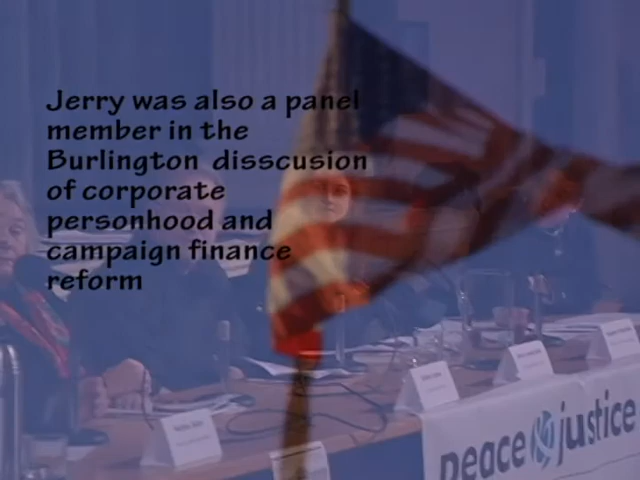 Jerry was also a panel
member in the
Burlington disscusion
of corporate
personhood and
campaign finance
reform
peace justice